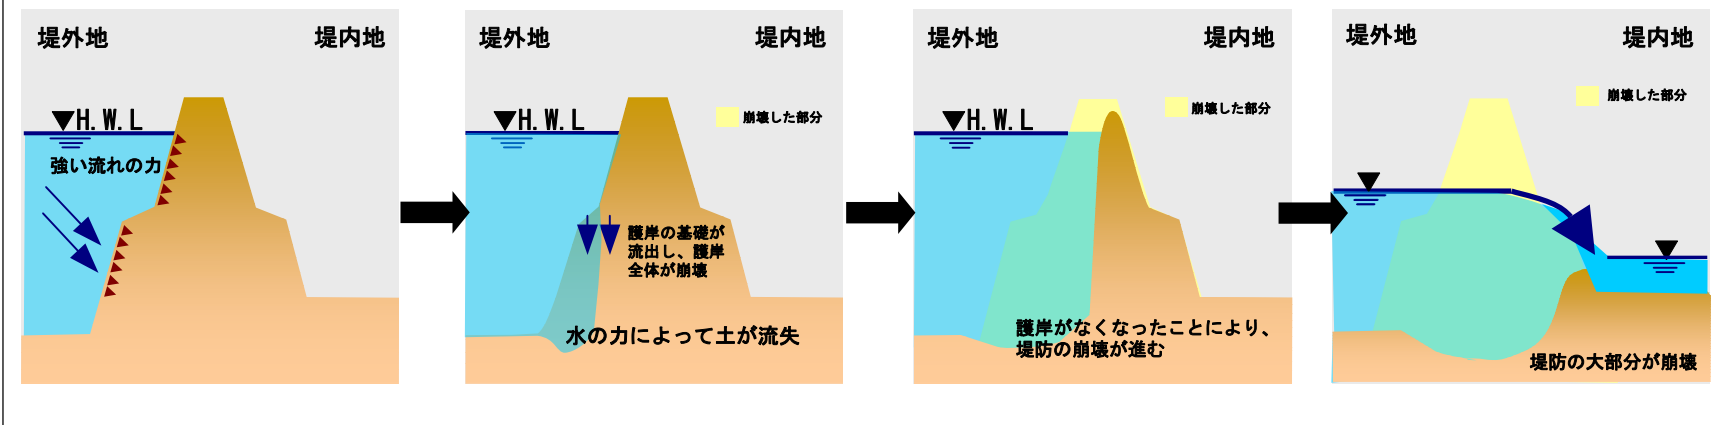 堤外地
堤内地
▼H.W.L
強い流れの力
堤外地
堤内地
▼H.W.L
崩壊した部分
護岸の基礎が
流出し、護岸
全体が崩壊
水の力によって土が流失
堤外地
堤内地
▼H.W.L
崩壊した部分
護岸がなくなったことにより、
堤防の崩壊が進む
堤外地
堤内地
崩壊した部分
堤防の大部分が崩壊